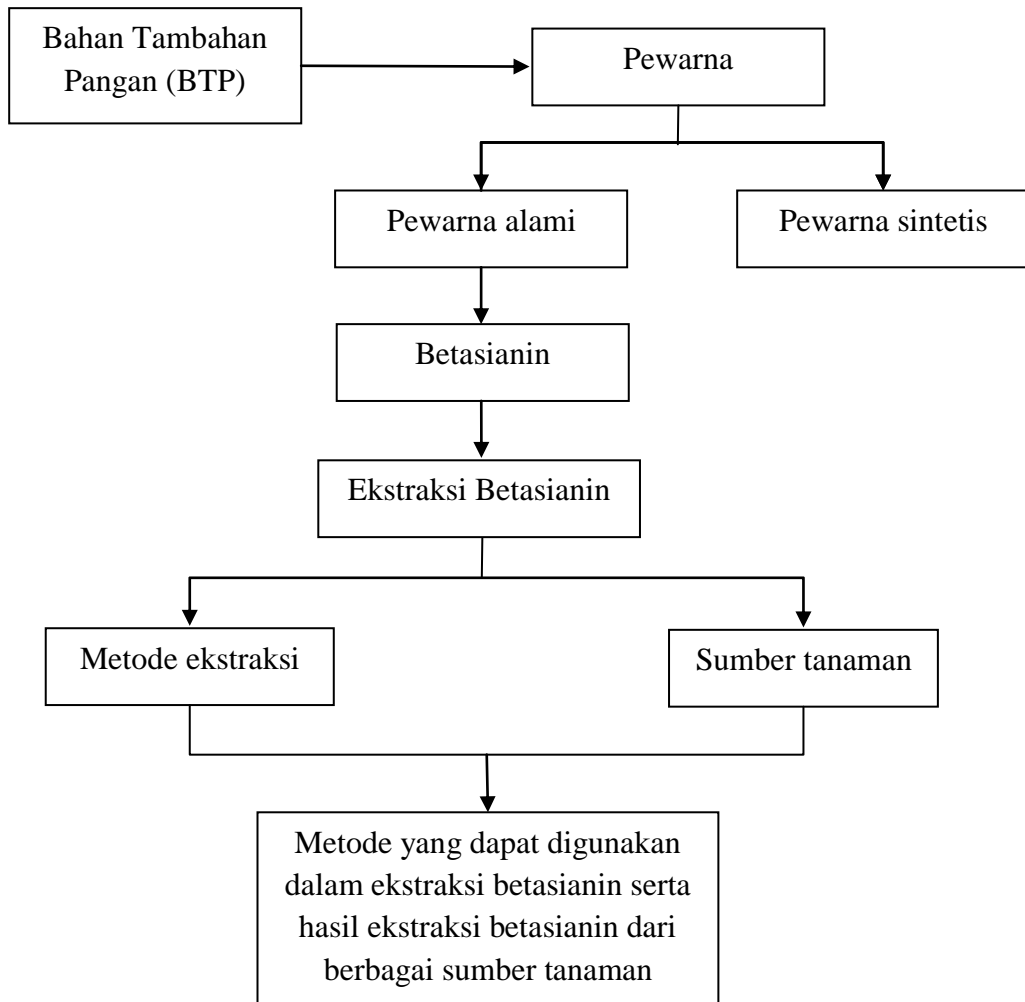 Bahan Tambahan
Pangan (BTP)
Pewarna
Pewarna alami
Pewarna sintetis
Betasianin
Ekstraksi Betasianin
Metode ekstraksi
Sumber tanaman
Metode yang dapat digunakan
dalam ekstraksi betasianin serta
hasil ekstraksi betasianin dari
berbagai sumber tanaman